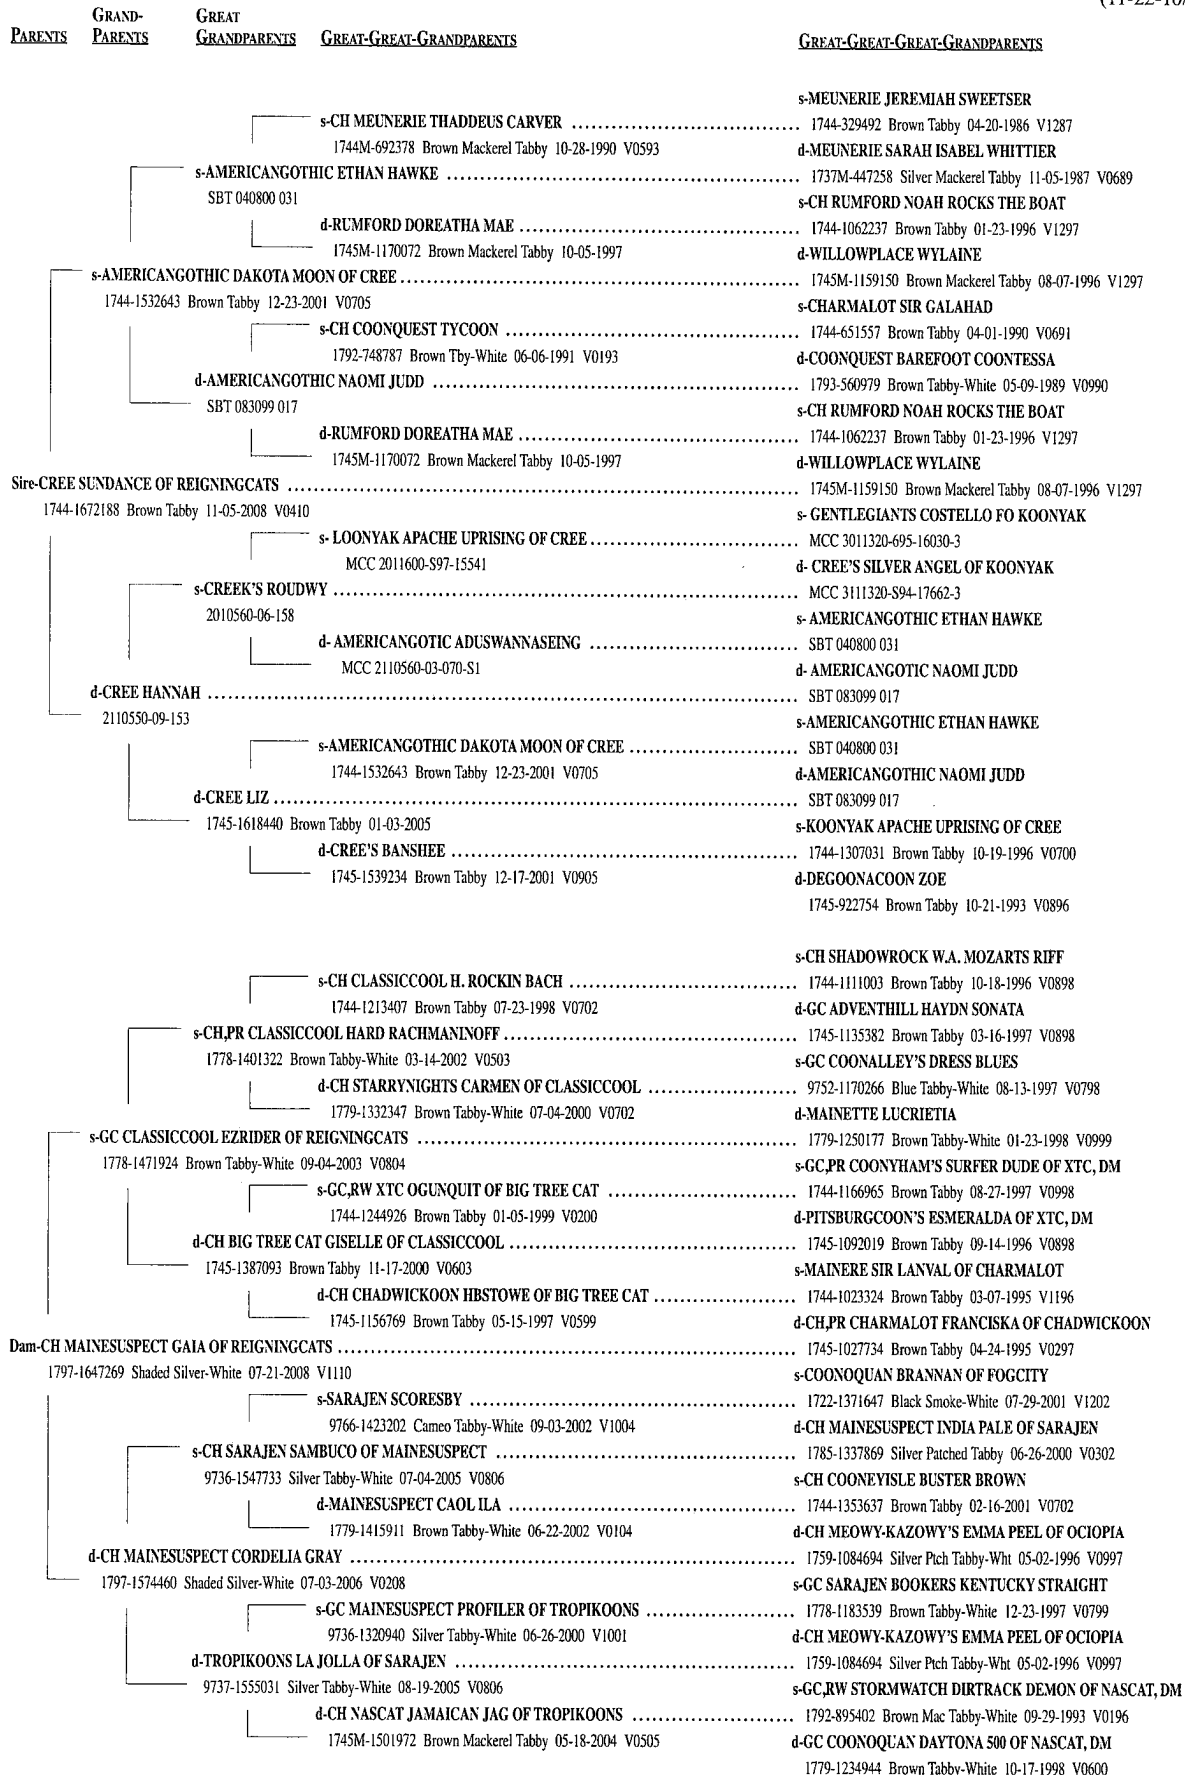 (11-22-10/
GRAND- GREAT
PARENTS PARENTS GRANDPARENTS GREAT-GREAT-GRANDPARENTS GREAT-GREAT-GREAT-GRANDPARENTS
s-MEUNERIE JEREMIAH SWEETSER
s-CH MEUNERIE THADDEUS CARVER ........ 1744-329492 Brown Tabby 04-20-1986 V1287
1744M-692378 Brown Mackerel Tabby 10-28-1990 V0593 d-MEUNERIE SARAH ISABEL WHITTIER
s-AMERICANGOTHIC ETHAN HAWKE ........ 1737M-447258 Silver Mackerel Tabby 11-05-1987 V0689
SBT 040800 031 s-CH RUMFORD NOAH ROCKS THE BOAT
d-RUMFORD DOREATHA MAE ........ 1744-1062237 Brown Tabby 01-23-1996 V1297
1745M-1170072 Brown Mackerel Tabby 10-05-1997 d-WILLOWPLACE WYLAINE
s-AMERICANGOTHIC DAKOTA MOON OF CREE ........ 1745M-1159150 Brown Mackerel Tabby 08-07-1996 V1297
1744-1532643 Brown Tabby 12-23-2001 V0705 s-CHARMALOT SIR GALAHAD
s-CH COONQUEST TYCOON ........ 1744-651557 Brown Tabby 04-01-1990 V0691
1792-748787 Brown Tby-White 06-06-1991 V0193 d-COONQUEST BAREFOOT COONTESSA
d-AMERICANGOTHIC NAOMI JUDD ........ 1793-560979 Brown Tabby-White 05-09-1989 V0990
SBT 083099 017 s-CH RUMFORD NOAH ROCKS THE BOAT
d-RUMFORD DOREATHA MAE ........ 1744-1062237 Brown Tabby 01-23-1996 V1297
1745M-1170072 Brown Mackerel Tabby 10-05-1997 d-WILLOWPLACE WYLAINE
Sire-CREE SUNDANCE OF REIGNINGCATS ........ 1745M-1159150 Brown Mackerel Tabby 08-07-1996 V1297
1744-1672188 Brown Tabby 11-05-2008 V0410 s- GENTLEGIANTS COSTELLO FO KOONYAK
s- LOONYAK APACHE UPRISING OF CREE ........ MCC 3011320-695-16030-3
MCC 2011600-S97-15541 d- CREE'S SILVER ANGEL OF KOONYAK
s-CREEK'S ROUDWY ........ MCC 3111320-S94-17662-3
2010560-06-158 s- AMERICANGOTHIC ETHAN HAWKE
d- AMERICANGOTIC ADUSWANNASEING ........ SBT 040800 031
MCC 2110560-03-070-S1 d- AMERICANGOTIC NAOMI JUDD
d-CREE HANNAH ........ SBT 083099 017
2110550-09-153 s-AMERICANGOTHIC ETHAN HAWKE
s-AMERICANGOTHIC DAKOTA MOON OF CREE ........ SBT 040800 031
1744-1532643 Brown Tabby 12-23-2001 V0705 d-AMERICANGOTHIC NAOMI JUDD
d-CREE LIZ ........ SBT 083099 017
1745-1618440 Brown Tabby 01-03-2005 s-KOONYAK APACHE UPRISING OF CREE
d-CREE'S BANSHEE ........ 1744-1307031 Brown Tabby 10-19-1996 V0700
1745-1539234 Brown Tabby 12-17-2001 V0905 d-DEGOONACOON ZOE
1745-922754 Brown Tabby 10-21-1993 V0896
s-CH SHADOWROCK W.A. MOZARTS RIFF
s-CH CLASSICCOOL H. ROCKIN BACH ........ 1744-1111003 Brown Tabby 10-18-1996 V0898
1744-1213407 Brown Tabby 07-23-1998 V0702 d-GC ADVENTHILL HAYDN SONATA
s-CH,PR CLASSICCOOL HARD RACHMANINOFF ........ 1745-1135382 Brown Tabby 03-16-1997 V0898
1778-1401322 Brown Tabby-White 03-14-2002 V0503 s-GC COONALLEY'S DRESS BLUES
d-CH STARRYNIGHTS CARMEN OF CLASSICCOOL ........ 9752-1170266 Blue Tabby-White 08-13-1997 V0798
1779-1332347 Brown Tabby-White 07-04-2000 V0702 d-MAINETTE LUCRIETIA
s-GC CLASSICCOOL EZRIDER OF REIGNINGCATS ........ 1779-1250177 Brown Tabby-White 01-23-1998 V0999
1778-1471924 Brown Tabby-White 09-04-2003 V0804 s-GC,PR COONYHAM'S SURFER DUDE OF XTC, DM
s-GC,RW XTC OGUNQUIT OF BIG TREE CAT ........ 1744-1166965 Brown Tabby 08-27-1997 V0998
1744-1244926 Brown Tabby 01-05-1999 V0200 d-PITSBURGCOON'S ESMERALDA OF XTC, DM
d-CH BIG TREE CAT GISELLE OF CLASSICCOOL ........ 1745-1092019 Brown Tabby 09-14-1996 V0898
1745-1387093 Brown Tabby 11-17-2000 V0603 s-MAINERE SIR LANVAL OF CHARMALOT
d-CH CHADWICKOON HBSTOWE OF BIG TREE CAT ........ 1744-1023324 Brown Tabby 03-07-1995 V1196
1745-1156769 Brown Tabby 05-15-1997 V0599 d-CH,PR CHARMALOT FRANCISKA OF CHADWICKOON
Dam-CH MAINESUSPECT GAIA OF REIGNINGCATS ........ 1745-1027734 Brown Tabby 04-24-1995 V0297
1797-1647269 Shaded Silver-White 07-21-2008 V1110 s-COONOQUAN BRANNAN OF FOGCITY
s-SARAJEN SCORESBY ........ 1722-1371647 Black Smoke-White 07-29-2001 V1202
9766-1423202 Cameo Tabby-White 09-03-2002 V1004 d-CH MAINESUSPECT INDIA PALE OF SARAJEN
s-CH SARAJEN SAMBUCO OF MAINESUSPECT ........ 1785-1337869 Silver Patched Tabby 06-26-2000 V0302
9736-1547733 Silver Tabby-White 07-04-2005 V0806 s-CH COONEYISLE BUSTER BROWN
d-MAINESUSPECT CAOL ILA ........ 1744-1353637 Brown Tabby 02-16-2001 V0702
1779-1415911 Brown Tabby-White 06-22-2002 V0104 d-CH MEOWY-KAZOWY'S EMMA PEEL OF OCIOPIA
d-CH MAINESUSPECT CORDELIA GRAY ........ 1759-1084694 Silver Ptch Tabby-Wht 05-02-1996 V0997
1797-1574460 Shaded Silver-White 07-03-2006 V0208 s-GC SARAJEN BOOKERS KENTUCKY STRAIGHT
s-GC MAINESUSPECT PROFILER OF TROPIKOONS ........ 1778-1183539 Brown Tabby-White 12-23-1997 V0799
9736-1320940 Silver Tabby-White 06-26-2000 V1001 d-CH MEOWY-KAZOWY'S EMMA PEEL OF OCIOPIA
d-TROPIKOONS LA JOLLA OF SARAJEN ........ 1759-1084694 Silver Ptch Tabby-Wht 05-02-1996 V0997
9737-1555031 Silver Tabby-White 08-19-2005 V0806 s-GC,RW STORMWATCH DIRTRACK DEMON OF NASCAT, DM
d-CH NASCAT JAMAICAN JAG OF TROPIKOONS ........ 1792-895402 Brown Mac Tabby-White 09-29-1993 V0196
1745M-1501972 Brown Mackerel Tabby 05-18-2004 V0505 d-GC COONOQUAN DAYTONA 500 OF NASCAT, DM
1779-1234944 Brown Tabby-White 10-17-1998 V0600